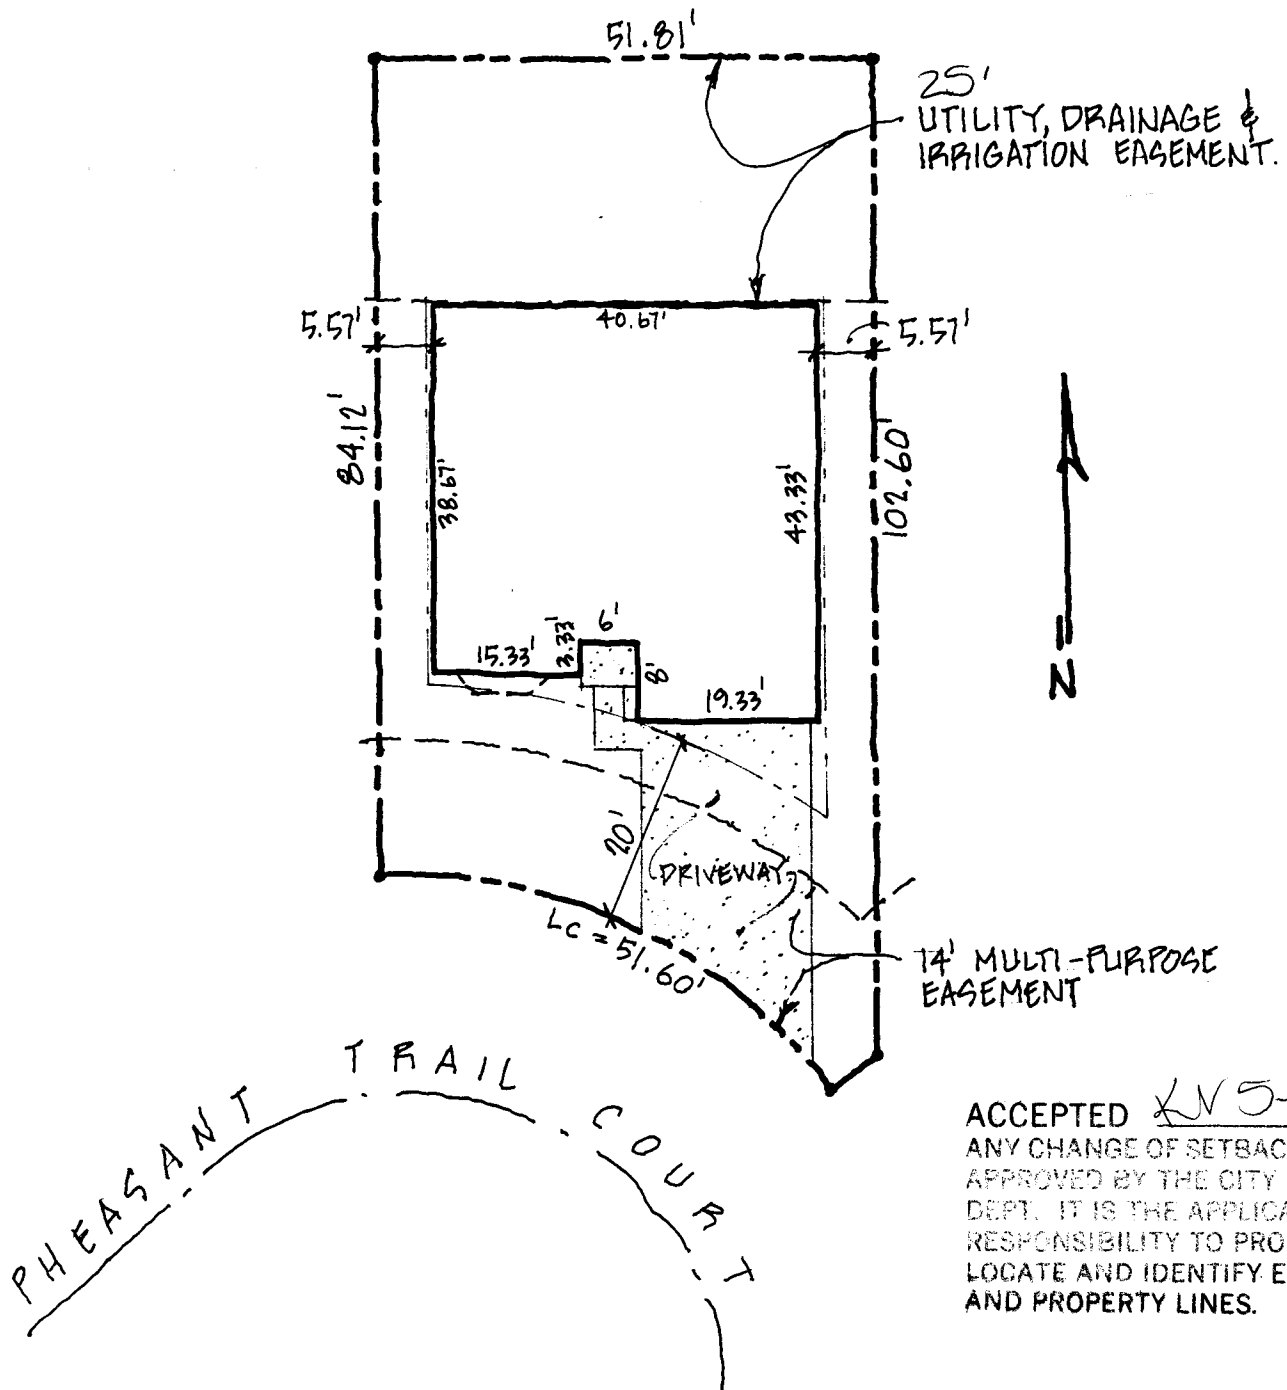 51.81'
25'
UTILITY, DRAINAGE &
IRRIGATION EASEMENT.
5.57'
40.67'
5.57'
84.12'
38.67'
43.33'
102.60'
N
15.33'
3.33'
6'
8'
19.33'
20'
DRIVEWAY
LC = 51.60'
14' MULTI-PURPOSE
EASEMENT
PHEASANT TRAIL COURT
ACCEPTED KN 5-
ANY CHANGE OF SETBAC
APPROVED BY THE CITY
DEPT. IT IS THE APPLICA
RESPONSIBILITY TO PRO
LOCATE AND IDENTIFY E
AND PROPERTY LINES.